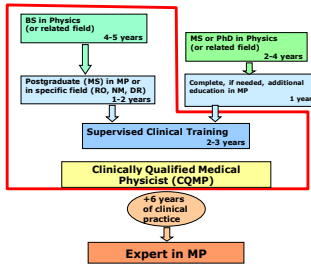 BS in Physics
(or related field)
4-5 years
MS or PhD in Physics
(or related field)
2-4 years
Postgraduate (MS) in MP or
in specific field (RO, NM, DR)
1-2 years
Complete, if needed, additional
education in MP
1 year
Supervised Clinical Training
2-3 years
Clinically Qualified Medical
Physicist (CQMP)
+6 years
of clinical
practice
Expert in MP